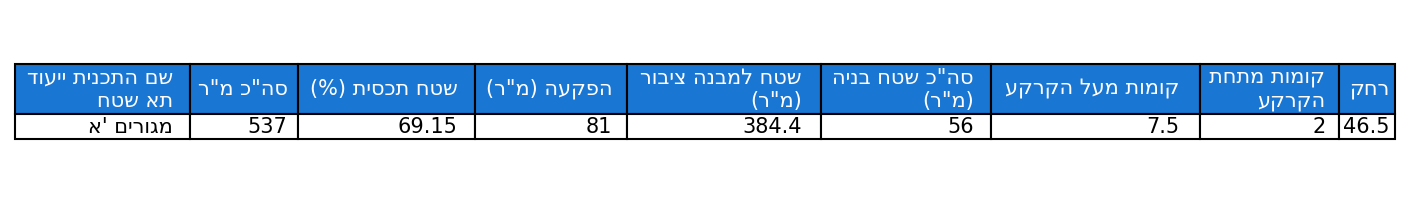 רחק
קומות מתחת
הקרקע
קומות מעל הקרקע
סה"כ שטח בניה
(מ"ר)
שטח למבנה ציבור
(מ"ר)
הפקעה (מ"ר)
שטח תכסית (%)
סה"כ מ"ר
שם התכנית ייעוד
תא שטח
46.5
2
7.5
56
384.4
81
69.15
537
מגורים 'א